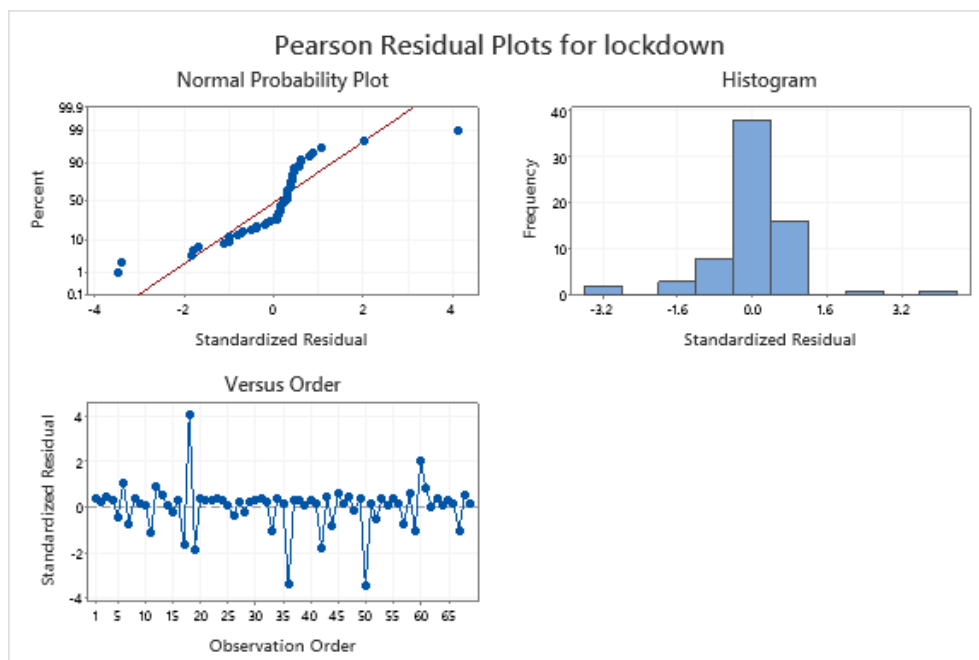 Pearson Residual Plots for lockdown
Normal Probability Plot
99.9
99
90
50
10
1
0.1
Percent
-4 -2 0 2 4
Standardized Residual
Histogram
40
30
20
10
0
Frequency
-3.2 -1.6 0.0 1.6 3.2
Standardized Residual
Versus Order
4
2
0
-2
-4
Standardized Residual
1 5 10 15 20 25 30 35 40 45 50 55 60 65
Observation Order